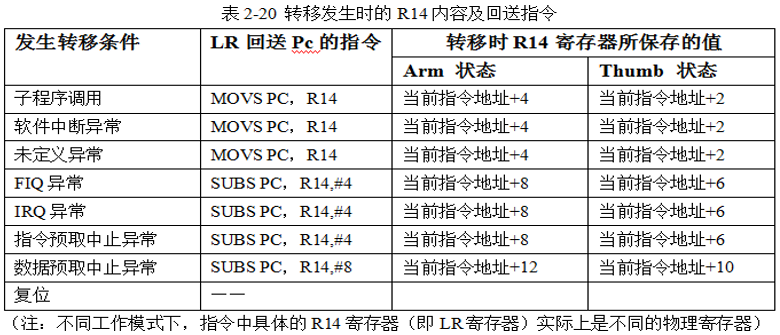 表 2-20 转移发生时的 R14 内容及回送指令
发生转移条件 LR 回送 Pc 的指令 转移时 R14 寄存器所保存的值
Arm 状态 Thumb 状态
子程序调用 MOVS PC，R14 当前指令地址+4 当前指令地址+2
软件中断异常 MOVS PC，R14 当前指令地址+4 当前指令地址+2
未定义异常 MOVS PC，R14 当前指令地址+4 当前指令地址+2
FIQ 异常 SUBS PC，R14,#4 当前指令地址+8 当前指令地址+6
IRQ 异常 SUBS PC，R14,#4 当前指令地址+8 当前指令地址+6
指令预取中止异常 SUBS PC，R14,#4 当前指令地址+8 当前指令地址+6
数据预取中止异常 SUBS PC，R14,#8 当前指令地址+12 当前指令地址+10
复位 ——
（注：不同工作模式下，指令中具体的 R14 寄存器（即 LR 寄存器）实际上是不同的物理寄存器）